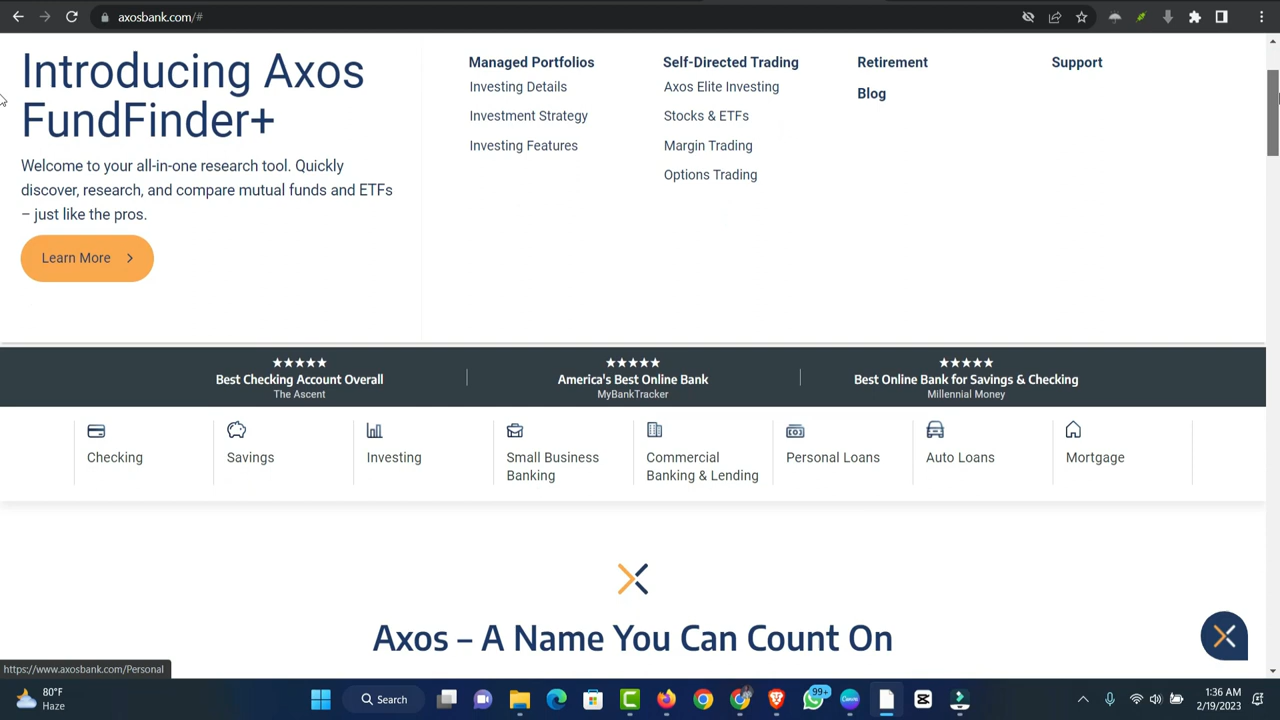 axosbank.com/#
Introducing Axos
FundFinder+
Welcome to your all-in-one research tool. Quickly
discover, research, and compare mutual funds and ETFs
– just like the pros.
Learn More
Managed Portfolios
Investing Details
Investment Strategy
Investing Features
Self-Directed Trading
Axos Elite Investing
Stocks & ETFs
Margin Trading
Options Trading
Retirement
Blog
Support
Best Checking Account Overall
The Ascent
America's Best Online Bank
MyBankTracker
Best Online Bank for Savings & Checking
Millennial Money
Checking
Savings
Investing
Small Business
Banking
Commercial
Banking & Lending
Personal Loans
Auto Loans
Mortgage
Axos – A Name You Can Count On
https://www.axosbank.com/Personal
80°F
Haze
Search
99+
1:36 AM
2/19/2023